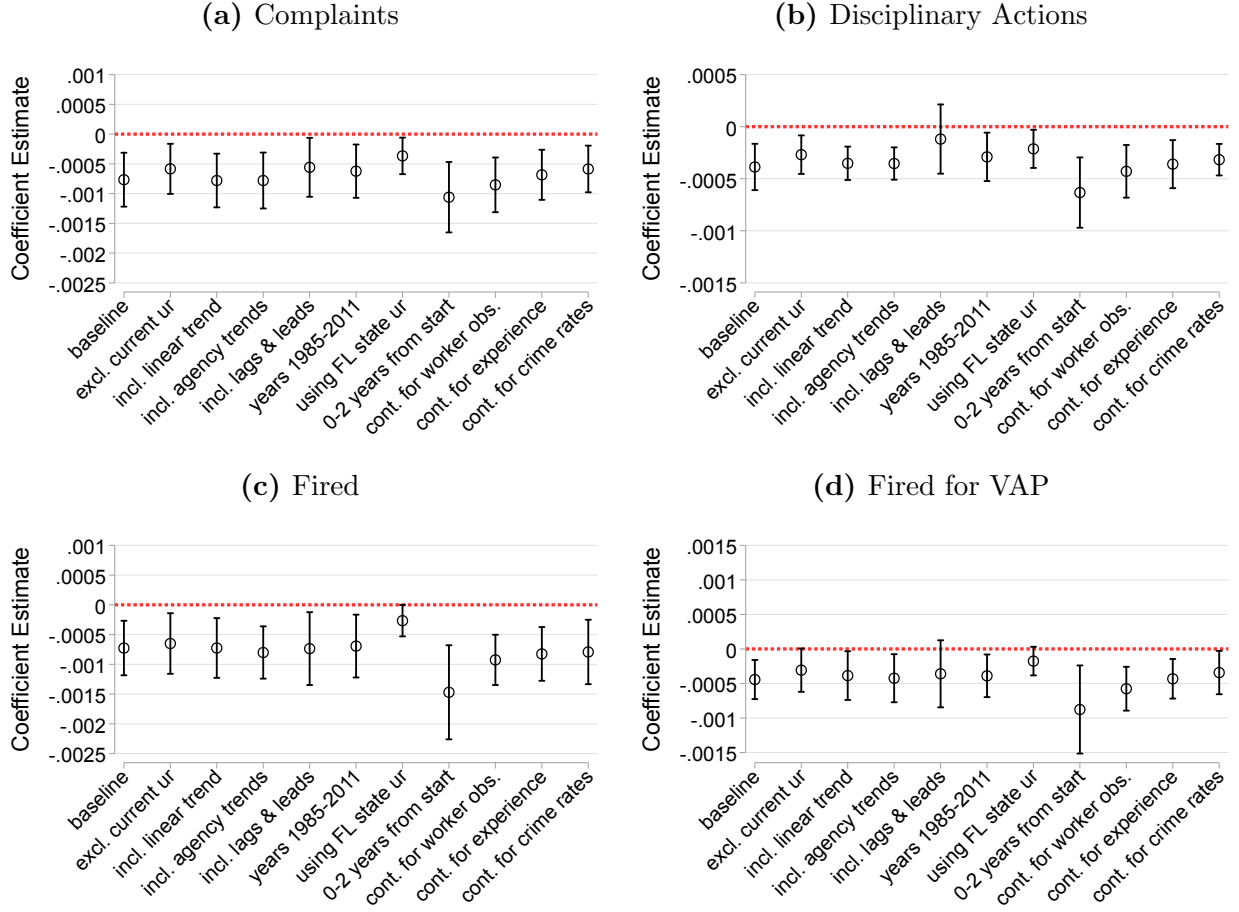 (a) Complaints
Coefficient Estimate
.001
.0005
0
-.0005
-.001
-.0015
-.002
-.0025
baseline
excl. current ur
incl. linear trend
incl. agency trends
incl. lags & leads
years 1985-2011
using FL state ur
0-2 years from start
cont. for worker obs.
cont. for experience
cont. for crime rates
(b) Disciplinary Actions
Coefficient Estimate
.0005
0
-.0005
-.001
-.0015
baseline
excl. current ur
incl. linear trend
incl. agency trends
incl. lags & leads
years 1985-2011
using FL state ur
0-2 years from start
cont. for worker obs.
cont. for experience
cont. for crime rates
(c) Fired
Coefficient Estimate
.001
.0005
0
-.0005
-.001
-.0015
-.002
-.0025
baseline
excl. current ur
incl. linear trend
incl. agency trends
incl. lags & leads
years 1985-2011
using FL state ur
0-2 years from start
cont. for worker obs.
cont. for experience
cont. for crime rates
(d) Fired for VAP
Coefficient Estimate
.0015
.001
.0005
0
-.0005
-.001
-.0015
baseline
excl. current ur
incl. linear trend
incl. agency trends
incl. lags & leads
years 1985-2011
using FL state ur
0-2 years from start
cont. for worker obs.
cont. for experience
cont. for crime rates